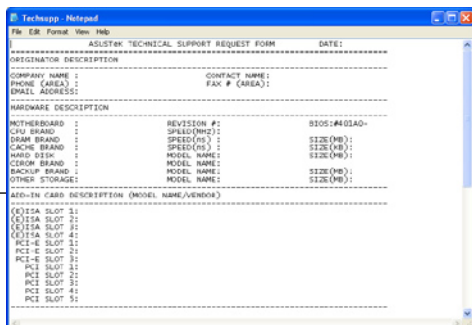 Techsupp - Notepad
File Edit Format View Help
ASUSTeK TECHNICAL SUPPORT REQUEST FORM DATE:
ORIGINATOR DESCRIPTION
COMPANY NAME : CONTACT NAME:
PHONE (AREA) : FAX # (AREA):
EMAIL ADDRESS:
HARDWARE DESCRIPTION
MOTHERBOARD : REVISION #: BIOS:#401A0-
CPU BRAND : SPEED(MHz):
DRAM BRAND : SPEED(ns) : SIZE(MB):
CACHE BRAND : SPEED(ns) : SIZE(KB):
HARD DISK : MODEL NAME: SIZE(MB):
CDROM BRAND : MODEL NAME:
BACKUP BRAND : MODEL NAME: SIZE(MB):
OTHER STORAGE: MODEL NAME: SIZE(MB):
ADD-IN CARD DESCRIPTION (MODEL NAME/VENDOR)
(E)ISA SLOT 1:
(E)ISA SLOT 2:
(E)ISA SLOT 3:
(E)ISA SLOT 4:
PCI-E SLOT 1:
PCI-E SLOT 2:
PCI-E SLOT 3:
PCI SLOT 1:
PCI SLOT 2:
PCI SLOT 3:
PCI SLOT 4:
PCI SLOT 5: